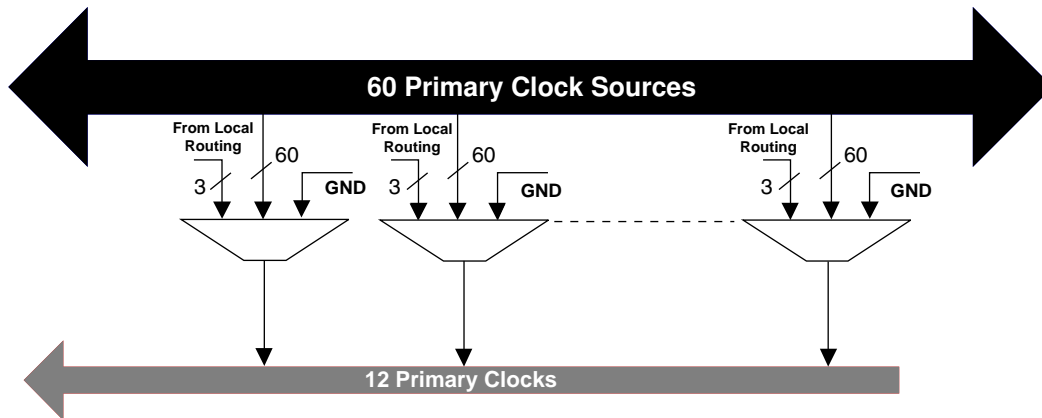 60 Primary Clock Sources
From Local
Routing
3
60
GND
From Local
Routing
3
60
GND
From Local
Routing
3
60
GND
12 Primary Clocks